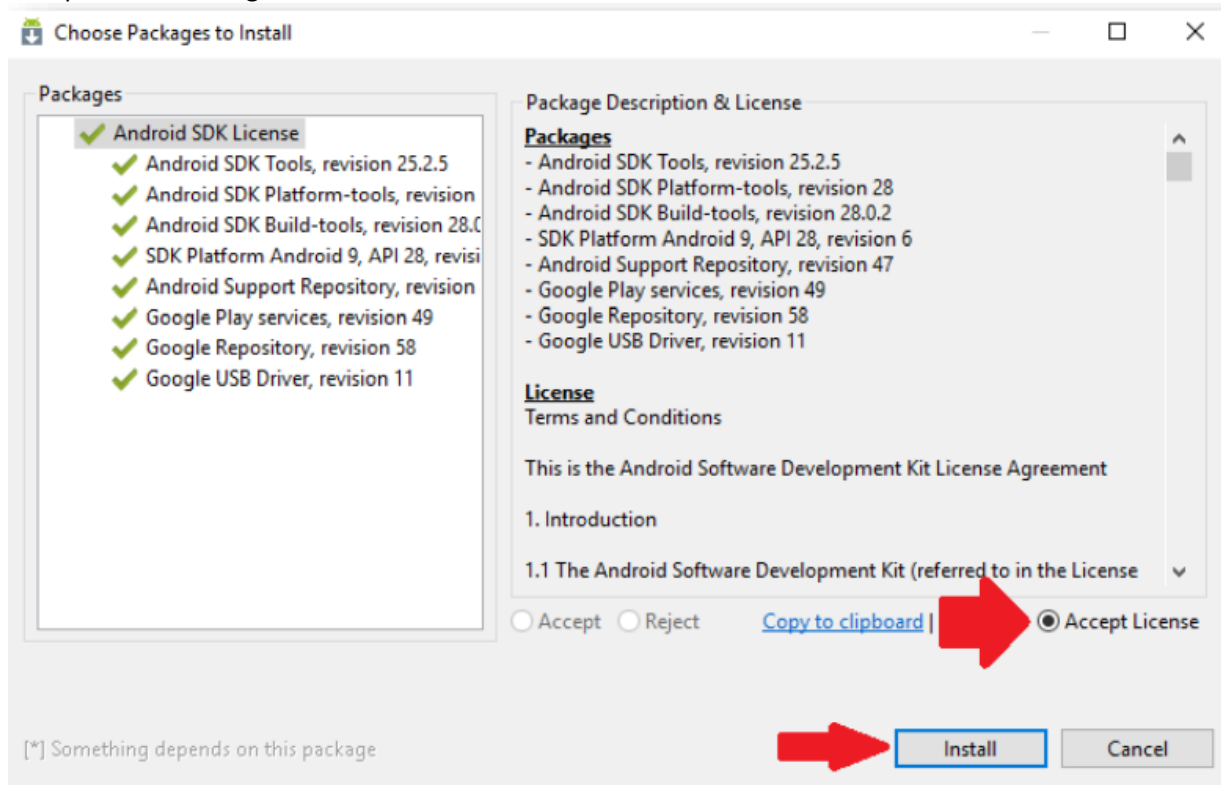 Choose Packages to Install
Packages
Android SDK License
Android SDK Tools, revision 25.2.5
Android SDK Platform-tools, revision
Android SDK Build-tools, revision 28.0
SDK Platform Android 9, API 28, revisi
Android Support Repository, revision
Google Play services, revision 49
Google Repository, revision 58
Google USB Driver, revision 11
Package Description & License
Packages
- Android SDK Tools, revision 25.2.5
- Android SDK Platform-tools, revision 28
- Android SDK Build-tools, revision 28.0.2
- SDK Platform Android 9, API 28, revision 6
- Android Support Repository, revision 47
- Google Play services, revision 49
- Google Repository, revision 58
- Google USB Driver, revision 11
License
Terms and Conditions
This is the Android Software Development Kit License Agreement
1. Introduction
1.1 The Android Software Development Kit (referred to in the License
Accept Reject Copy to clipboard | Accept License
[*] Something depends on this package
Install Cancel